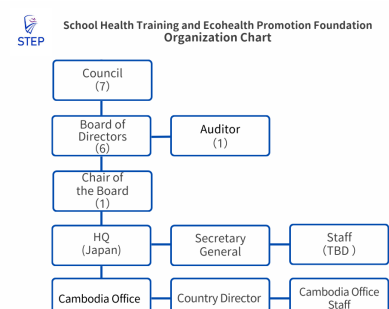 School Health Training and Ecohealth Promotion Foundation
Organization Chart
STEP
Council
(7)
Board of
Directors
(6)
Auditor
(1)
Chair of
the Board
(1)
HQ
(Japan)
Secretary
General
Staff
(TBD )
Cambodia Office
Country Director
Cambodia Office
Staff